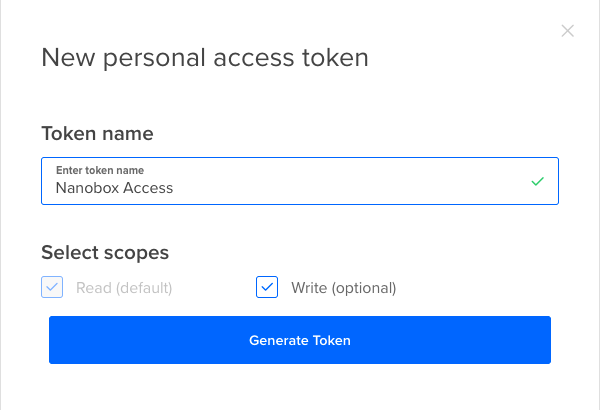 New personal access token
Token name
Enter token name
Nanobox Access
Select scopes
Read (default) Write (optional)
Generate Token